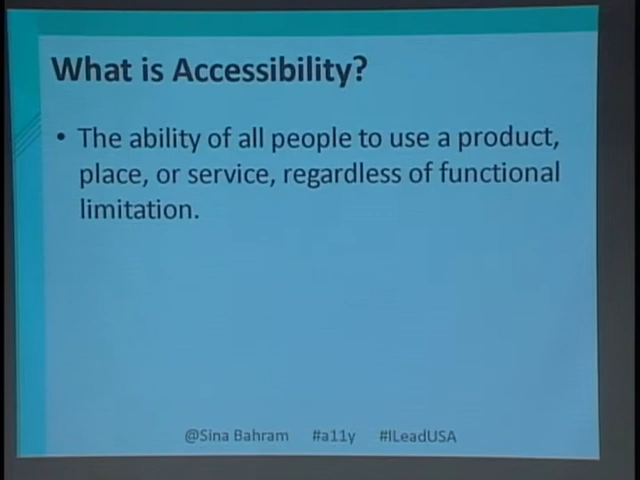 What is Accessibility?
• The ability of all people to use a product,
place, or service, regardless of functional
limitation.
@Sina Bahram #a11y #ILeadUSA